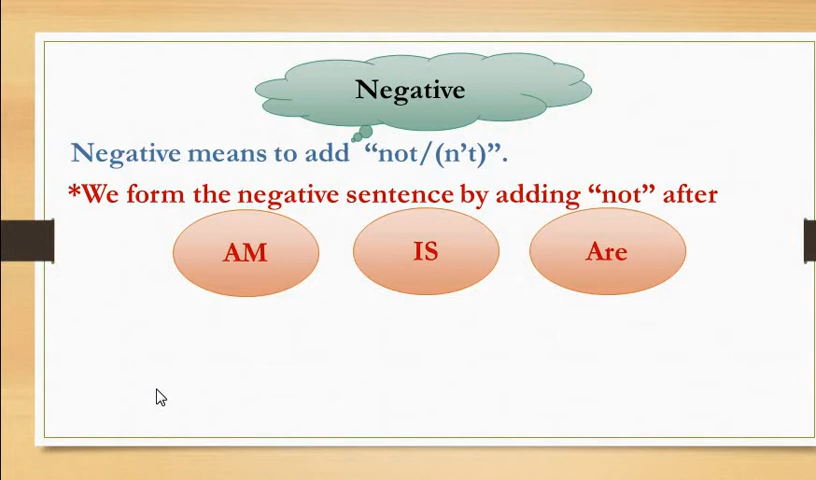 Negative
Negative means to add “not/(n’t)”.
*We form the negative sentence by adding “not” after
AM IS Are